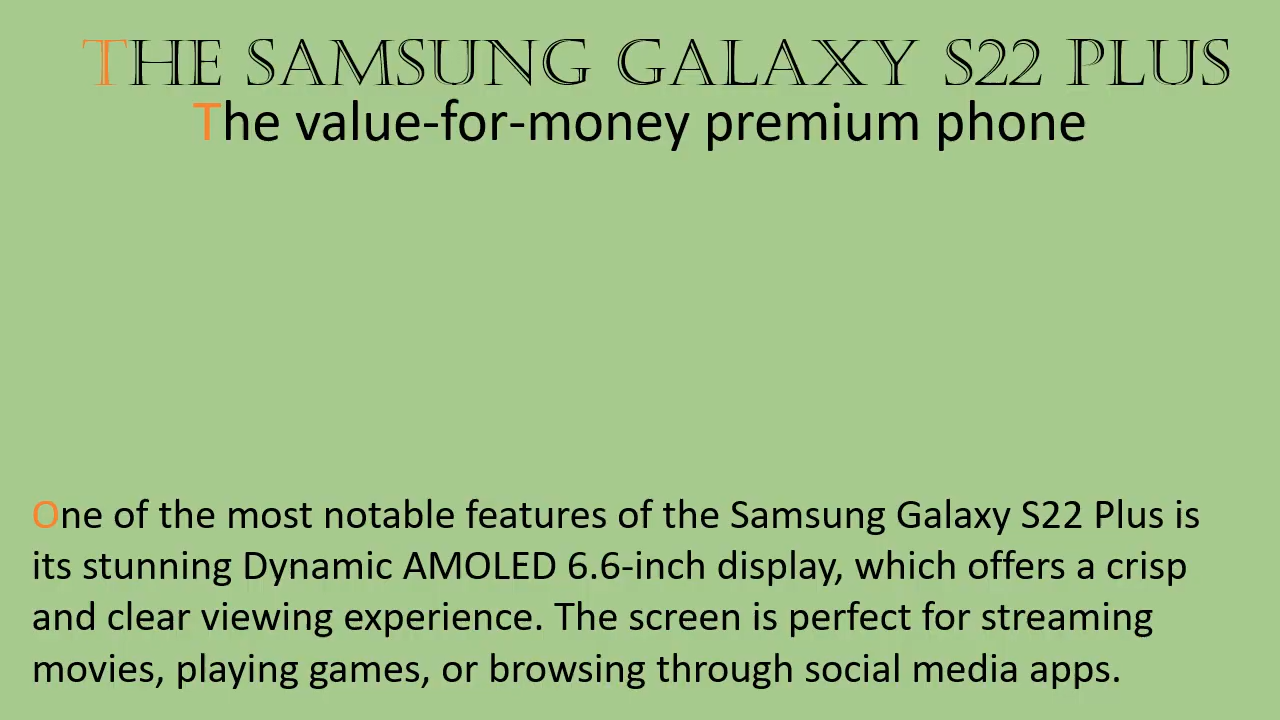 THE SAMSUNG GALAXY S22 PLUS
The value-for-money premium phone
One of the most notable features of the Samsung Galaxy S22 Plus is
its stunning Dynamic AMOLED 6.6-inch display, which offers a crisp
and clear viewing experience. The screen is perfect for streaming
movies, playing games, or browsing through social media apps.